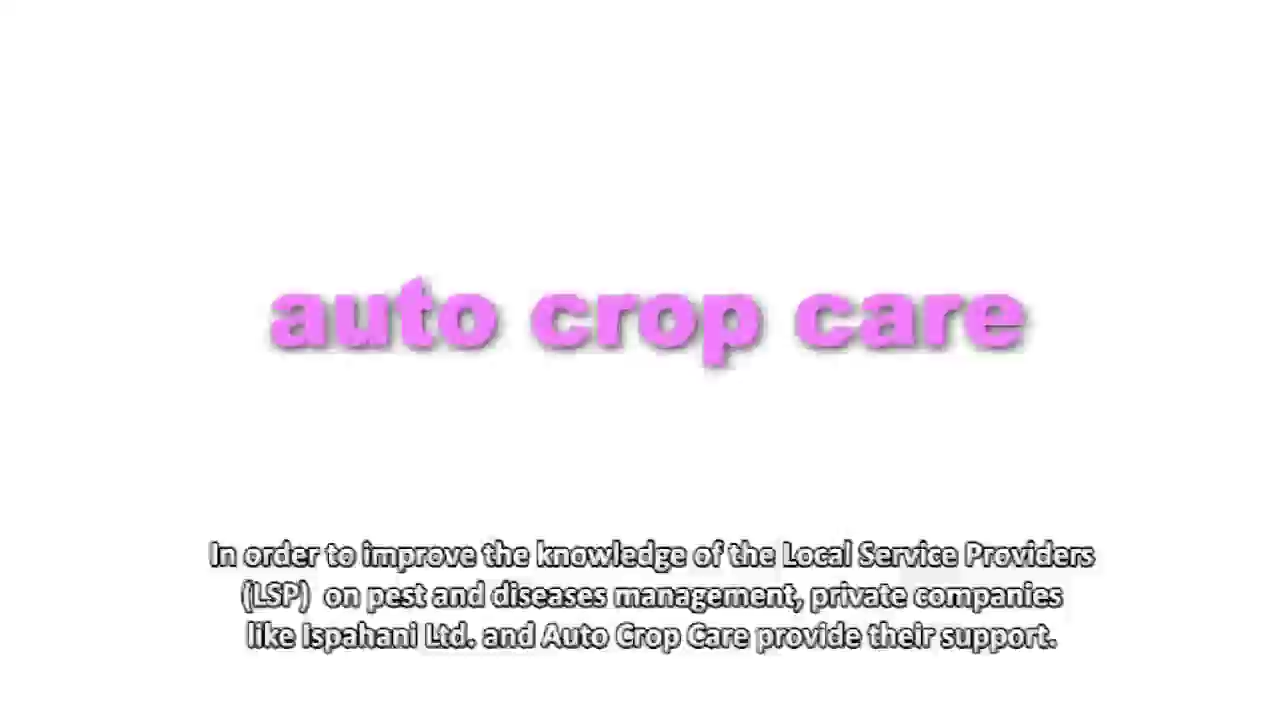 auto crop care
In order to improve the knowledge of the Local Service Providers
(LSP) on pest and diseases management, private companies
like Ispahani Ltd. and Auto Crop Care provide their support.